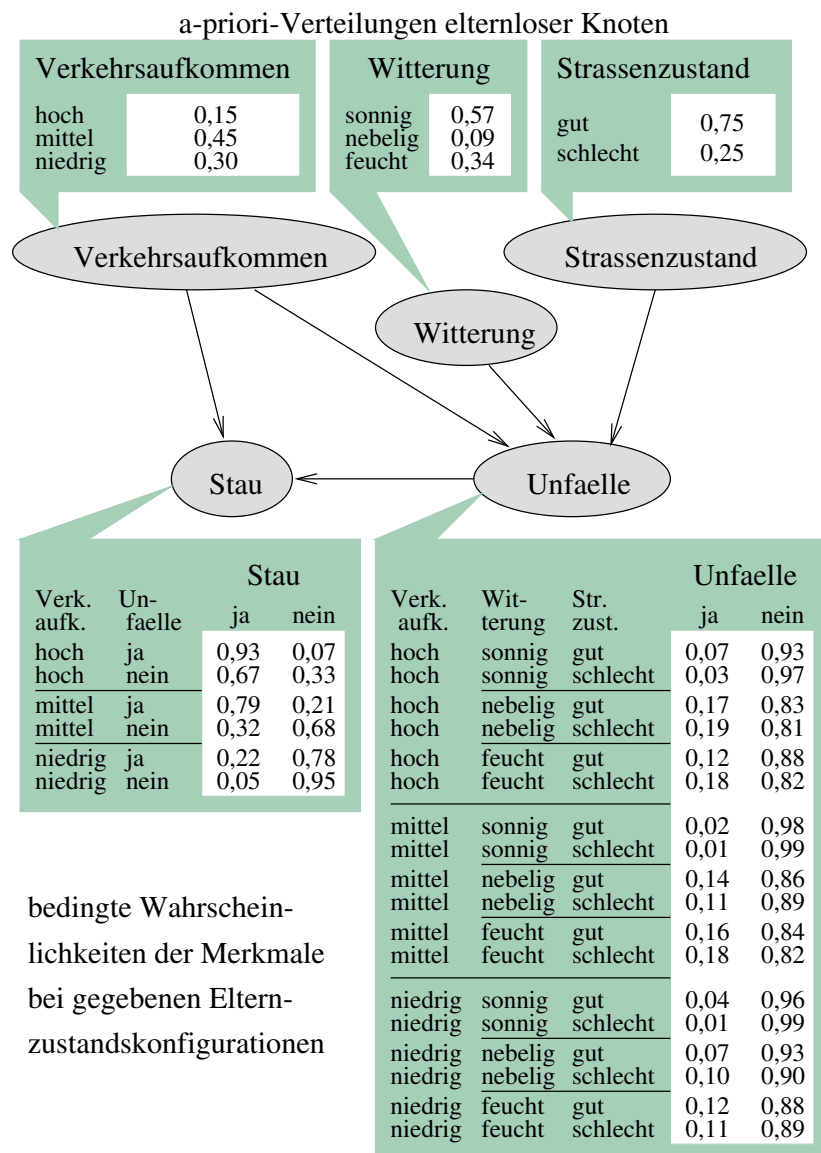 a-priori-Verteilungen elternloser Knoten
Verkehrsaufkommen
hoch 0,15
mittel 0,45
niedrig 0,30
Witterung
sonnig 0,57
nebelig 0,09
feucht 0,34
Strassenzustand
gut 0,75
schlecht 0,25
Verkehrsaufkommen
Strassenzustand
Witterung
Stau
Unfaelle
Stau
Verk. Un-
aufk. faelle ja nein
hoch ja 0,93 0,07
hoch nein 0,67 0,33
mittel ja 0,79 0,21
mittel nein 0,32 0,68
niedrig ja 0,22 0,78
niedrig nein 0,05 0,95
Unfaelle
Verk. Wit- Str.
aufk. terung zust. ja nein
hoch sonnig gut 0,07 0,93
hoch sonnig schlecht 0,03 0,97
hoch nebelig gut 0,17 0,83
hoch nebelig schlecht 0,19 0,81
hoch feucht gut 0,12 0,88
hoch feucht schlecht 0,18 0,82
mittel sonnig gut 0,02 0,98
mittel sonnig schlecht 0,01 0,99
mittel nebelig gut 0,14 0,86
mittel nebelig schlecht 0,11 0,89
mittel feucht gut 0,16 0,84
mittel feucht schlecht 0,18 0,82
niedrig sonnig gut 0,04 0,96
niedrig sonnig schlecht 0,01 0,99
niedrig nebelig gut 0,07 0,93
niedrig nebelig schlecht 0,10 0,90
niedrig feucht gut 0,12 0,88
niedrig feucht schlecht 0,11 0,89
bedingte Wahrschein-
lichkeiten der Merkmale
bei gegebenen Eltern-
zustandskonfigurationen